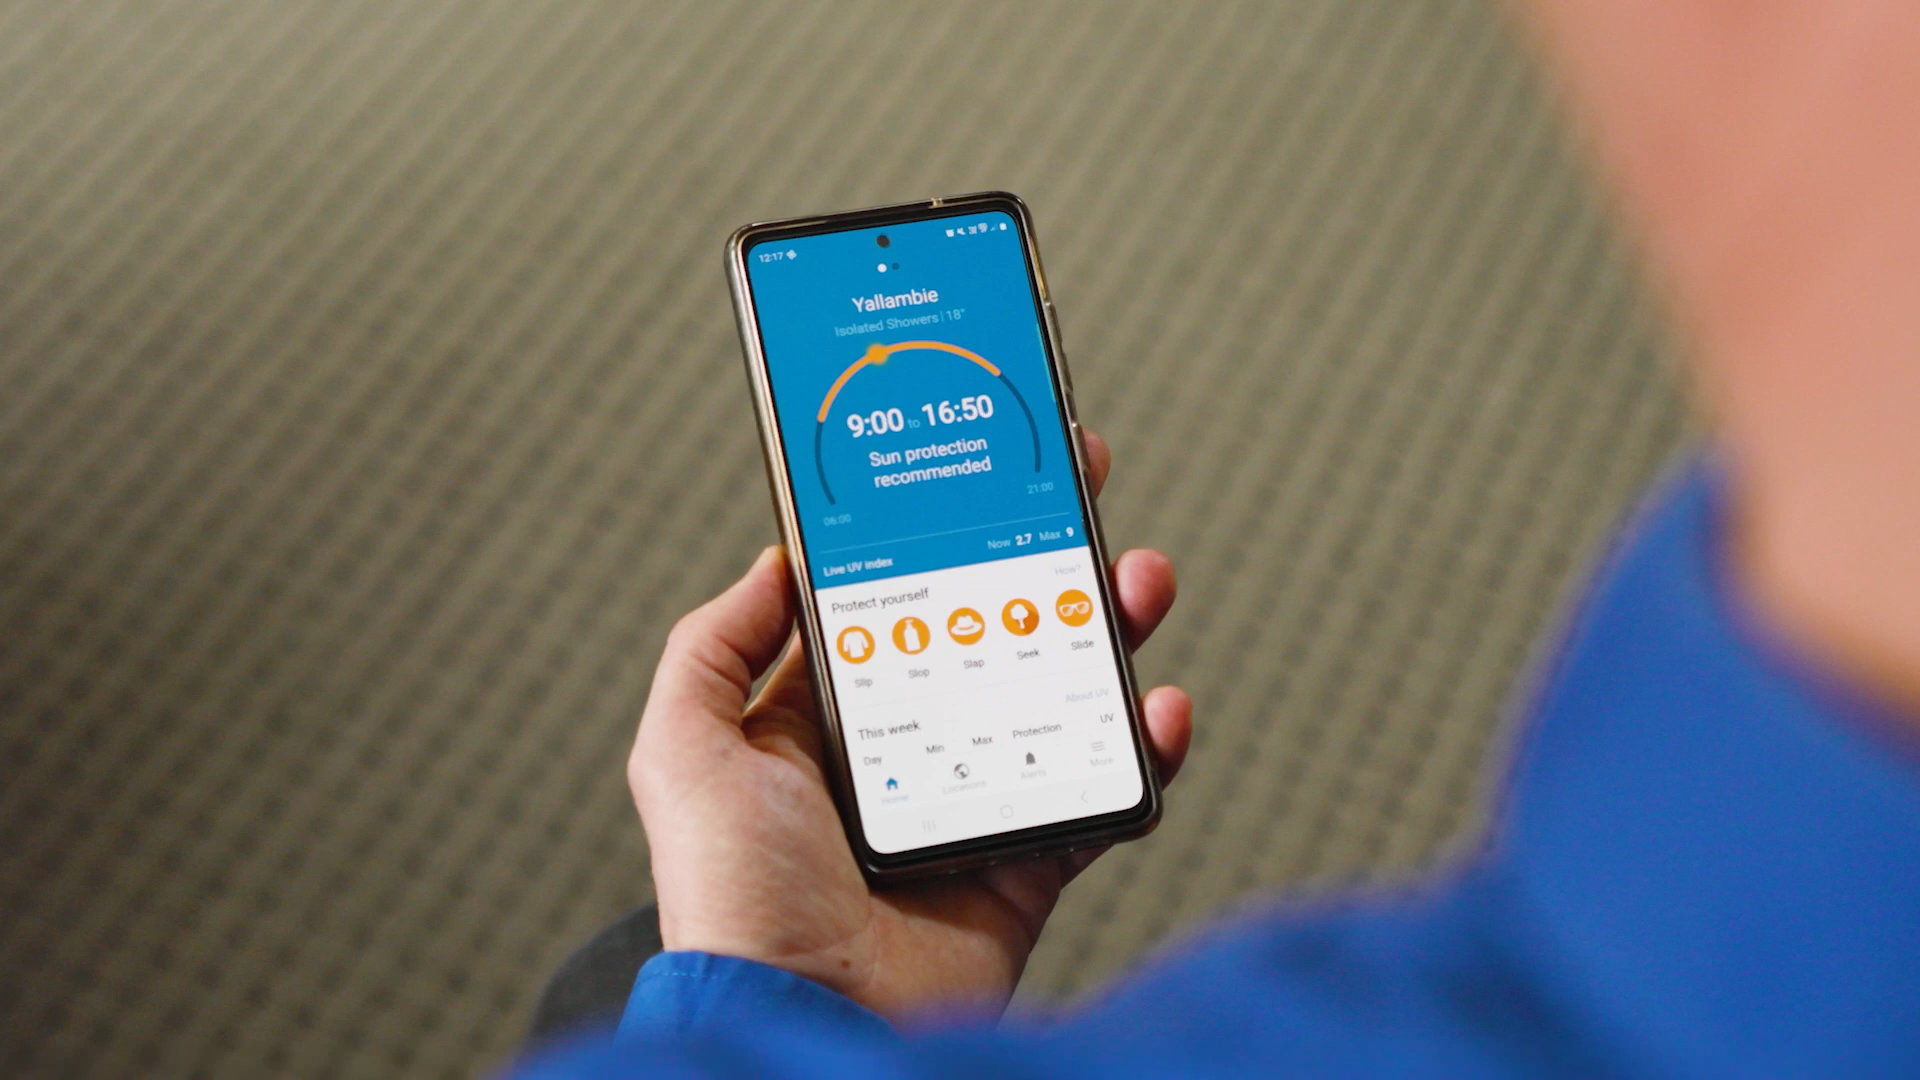 12:17
Yallambie
Isolated Showers | 18°
9:00 to 16:50
Sun protection
recommended
06:00
21:00
Live UV index
Now 2.7 Max 9
Protect yourself
How?
Slip
Slop
Slap
Seek
Slide
This week
About UV
Day
Min
Max
Protection
UV
Home
Locations
Alerts
More